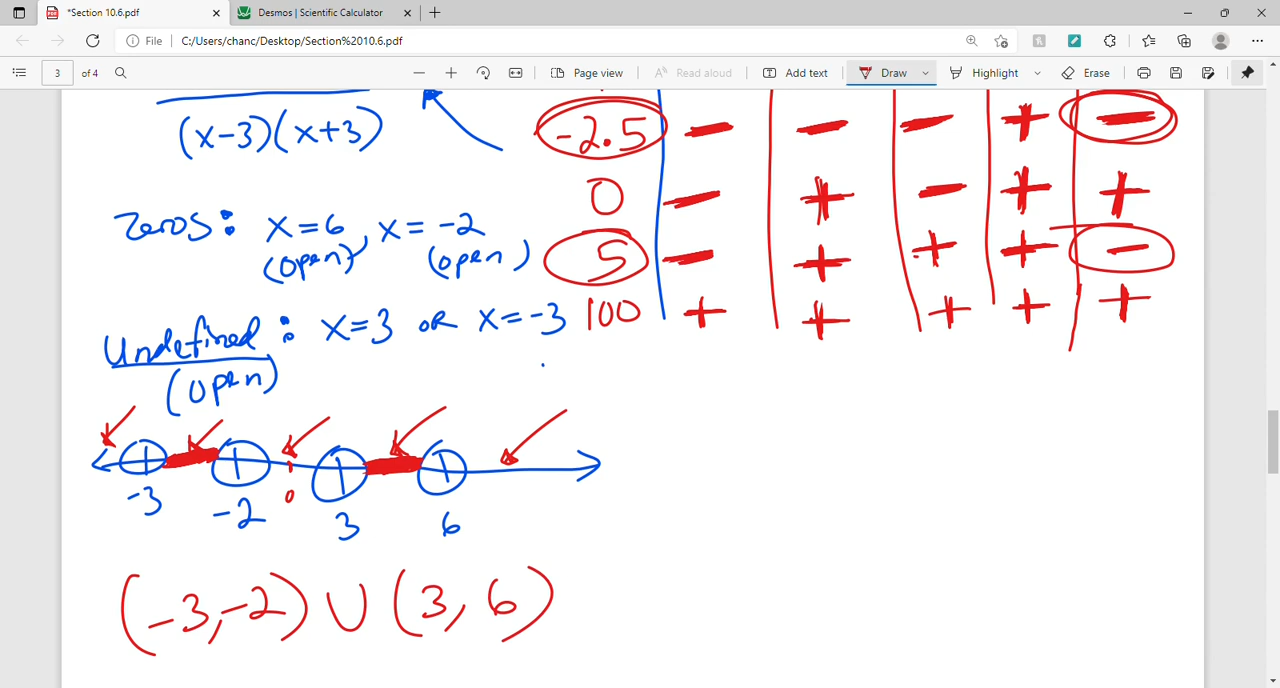 *Section 10.6.pdf
Desmos | Scientific Calculator
File C:/Users/chanc/Desktop/Section%2010.6.pdf
3 of 4
Page view
Read aloud
Add text
Draw
Highlight
Erase
(x-3)(x+3)
-2.5 - - - + -
0 - + - + +
Zeros: x=6, x=-2
(open) (open)
5 - + + + -
100 + + + + +
Undefined: x=3 or x=-3
(open)
0
-3 -2 3 6
(-3,-2) ∪ (3, 6)